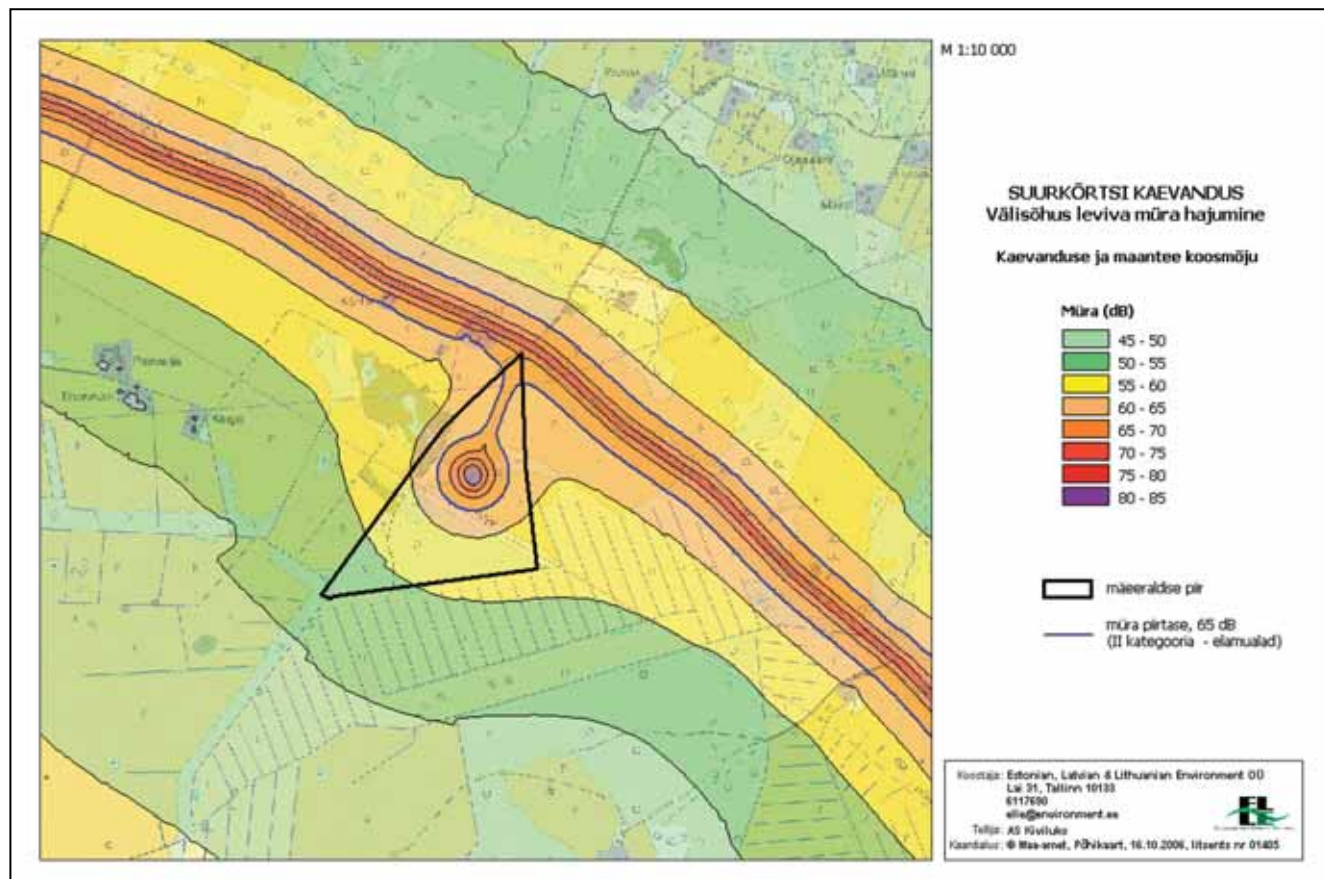 M 1:10 000
SUURKÕRTSI KAEVANDUS
Välisõhus leviva müra hajumine
Kaevanduse ja maantee koosmõju
Müra (dB)
45 - 50
50 - 55
55 - 60
60 - 65
65 - 70
70 - 75
75 - 80
80 - 85
mäeeraldise piir
müra piirtase, 65 dB
(II kategooria - elamualad)
Koostaja: Estonian, Latvian & Lithuanian Environment OÜ
Lai 31, Tallinn 10133
6117690
elle@environment.ee
Tellija: AS Kiviluks
Kaardialus: © Maa-amet, Põhikaart, 16.10.2006, litsents nr 01405